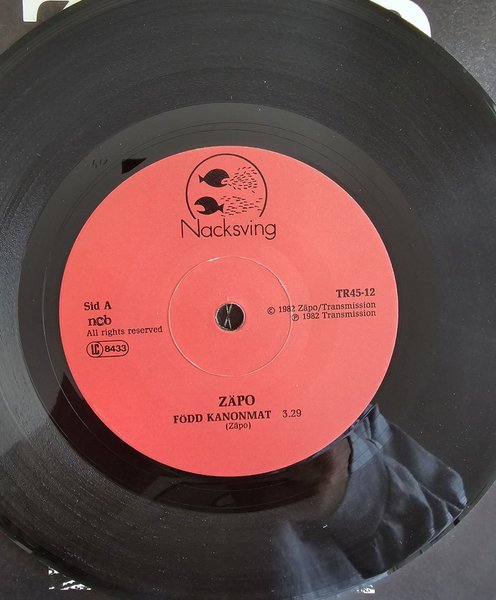 Nacksving
Sid A
ncb
All rights reserved
LC 8433
TR45-12
© 1982 Zäpo/Transmission
℗ 1982 Transmission
ZÄPO
FÖDD KANONMAT 3.29
(Zäpo)